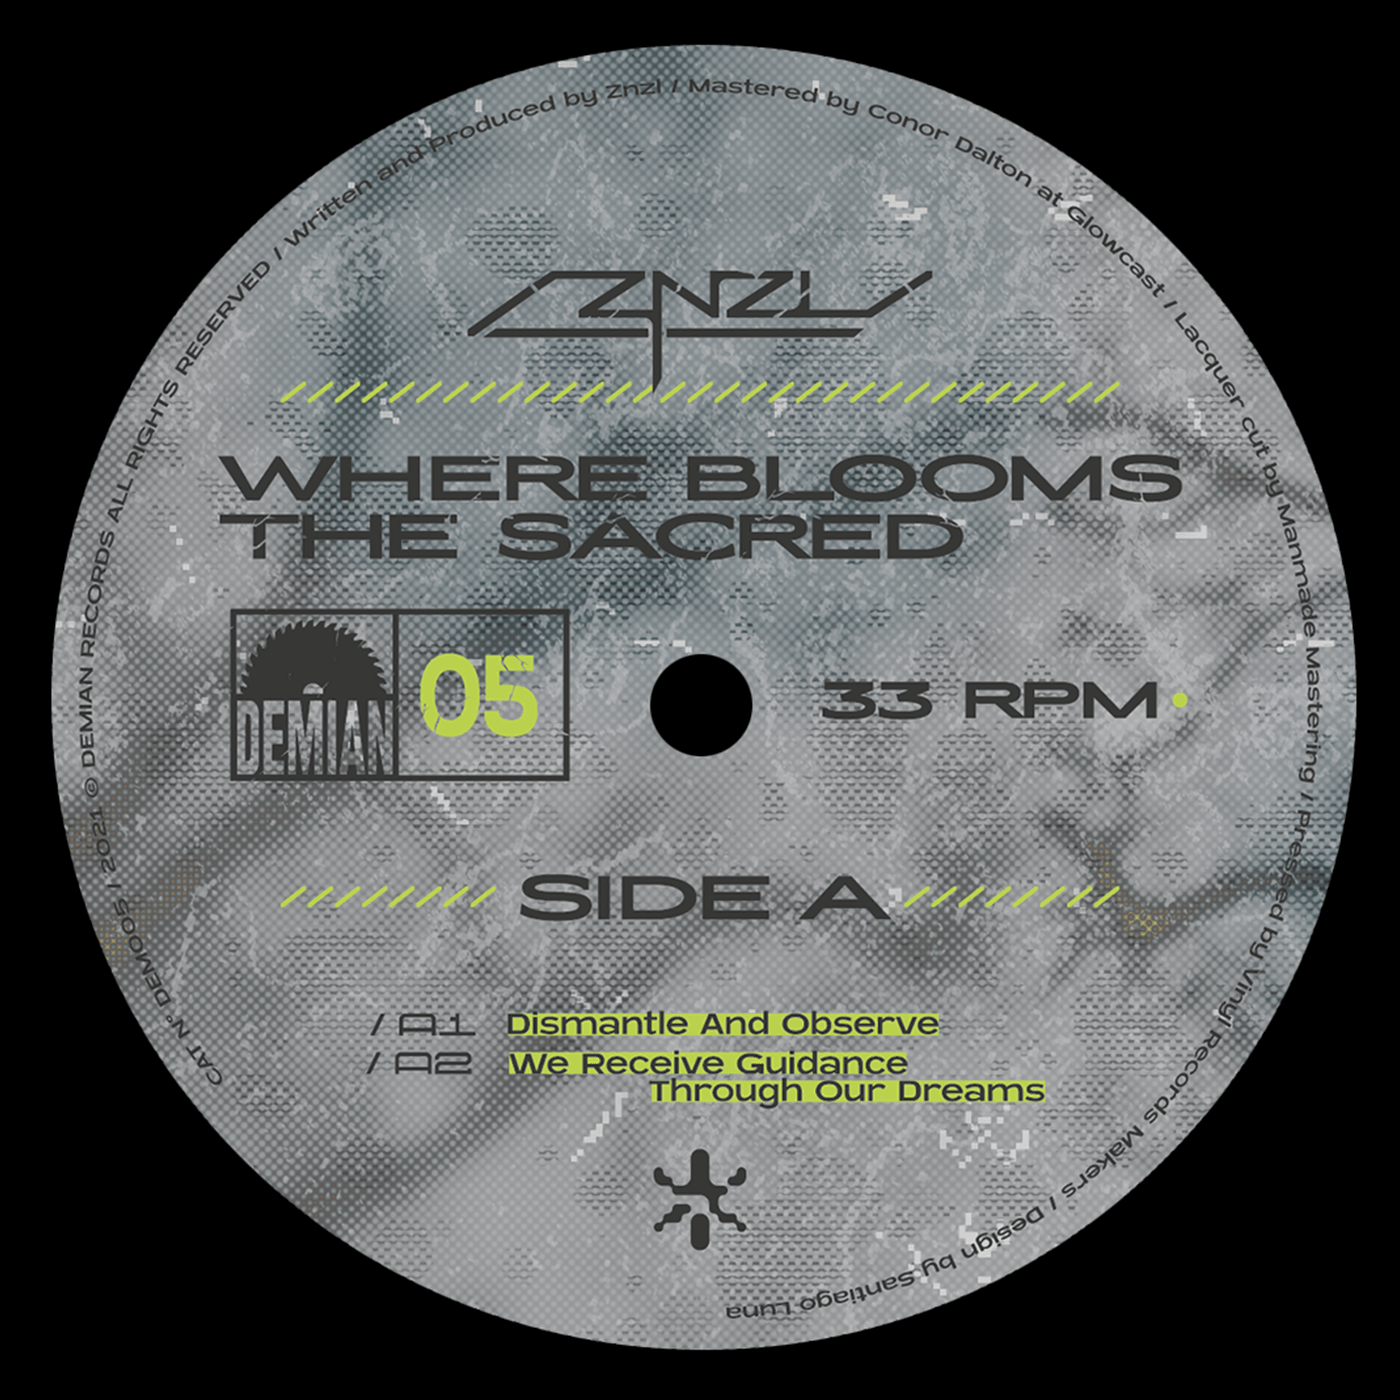 CAT N° DEM005 / 2021 © DEMIAN RECORDS ALL RIGHTS RESERVED / Written and Produced by Znzl / Mastered by Conor Dalton at Glowcast / Lacquer cut by Manmade Mastering / Pressed by Vinyl Records Makers / Design by Santiago Luna
ZNZL
WHERE BLOOMS
THE SACRED
DEMIAN 05
33 RPM
SIDE A
/ A1 Dismantle And Observe
/ A2 We Receive Guidance
Through Our Dreams